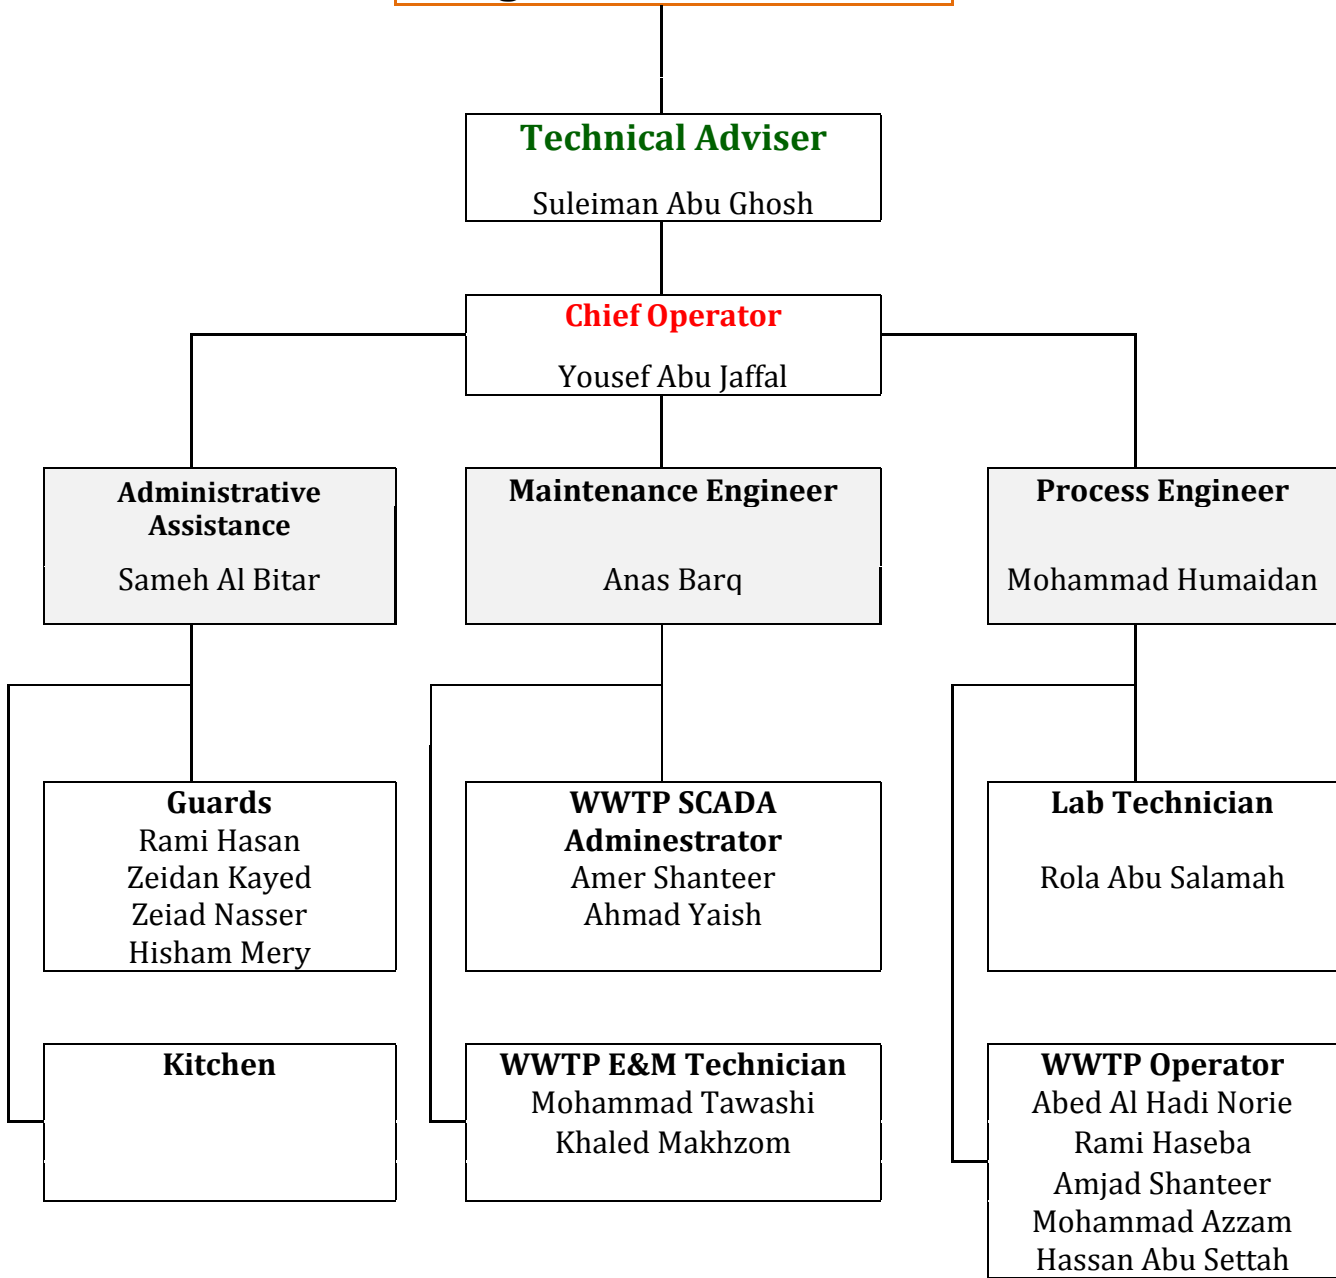 Technical Adviser
Suleiman Abu Ghosh
Chief Operator
Yousef Abu Jaffal
Administrative
Assistance
Sameh Al Bitar
Maintenance Engineer
Anas Barq
Process Engineer
Mohammad Humaidan
Guards
Rami Hasan
Zeidan Kayed
Zeiad Nasser
Hisham Mery
WWTP SCADA
Adminestrator
Amer Shanteer
Ahmad Yaish
Lab Technician
Rola Abu Salamah
Kitchen
WWTP E&M Technician
Mohammad Tawashi
Khaled Makhzom
WWTP Operator
Abed Al Hadi Norie
Rami Haseba
Amjad Shanteer
Mohammad Azzam
Hassan Abu Settah